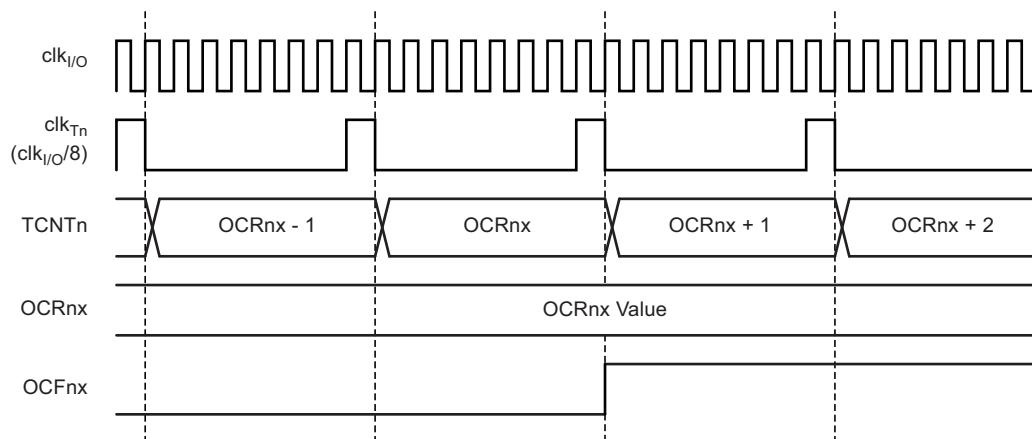 clkI/O
clkTn
(clkI/O/8)
TCNTn
OCRnx - 1
OCRnx
OCRnx + 1
OCRnx + 2
OCRnx
OCRnx Value
OCFnx